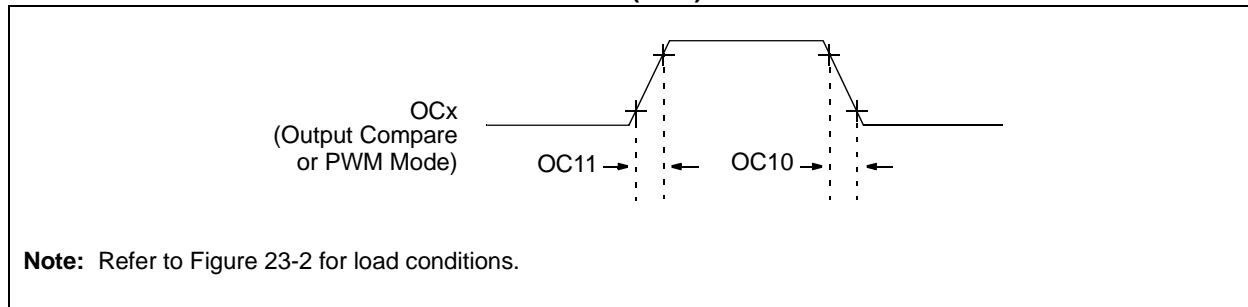 OCx
(Output Compare
or PWM Mode)
OC11
OC10
Note: Refer to Figure 23-2 for load conditions.